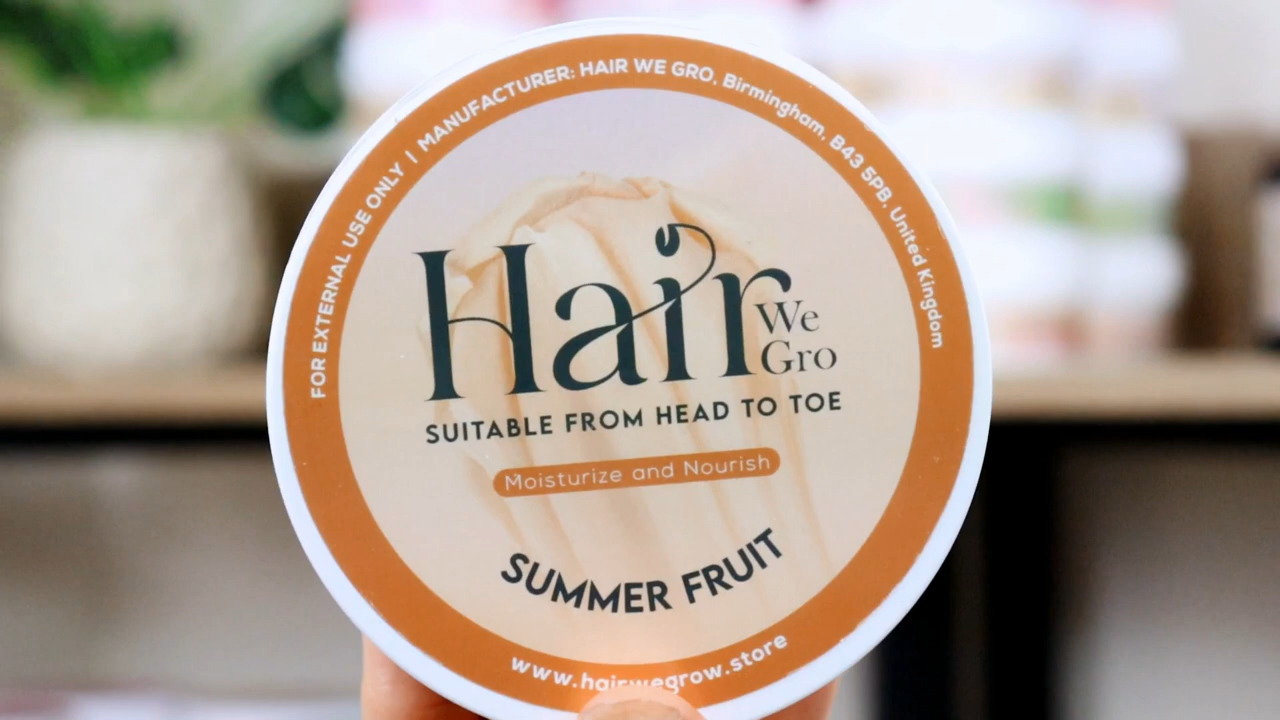 FOR EXTERNAL USE ONLY | MANUFACTURER: HAIR WE GRO, Birmingham, B43 5PB, United Kingdom
Hair
We
Gro
SUITABLE FROM HEAD TO TOE
Moisturize and Nourish
SUMMER FRUIT
www.hairwegrow.store